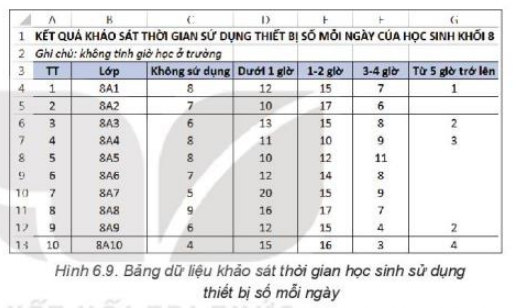 A B C D E F G
1 KẾT QUẢ KHẢO SÁT THỜI GIAN SỬ DỤNG THIẾT BỊ SỐ MỖI NGÀY CỦA HỌC SINH KHỐI 8
2 Ghi chú: không tính giờ học ở trường
3 TT Lớp Không sử dụng Dưới 1 giờ 1-2 giờ 3-4 giờ Từ 5 giờ trở lên
4 1 8A1 8 12 15 7 1
5 2 8A2 7 10 17 6
6 3 8A3 6 13 15 8 2
7 4 8A4 8 11 10 9 3
8 5 8A5 8 10 12 11
9 6 8A6 7 12 14 8
10 7 8A7 5 20 15 9
11 8 8A8 9 16 17 7
12 9 8A9 6 12 15 4 2
13 10 8A10 4 15 16 3 4
Hình 6.9. Bảng dữ liệu khảo sát thời gian học sinh sử dụng
thiết bị số mỗi ngày